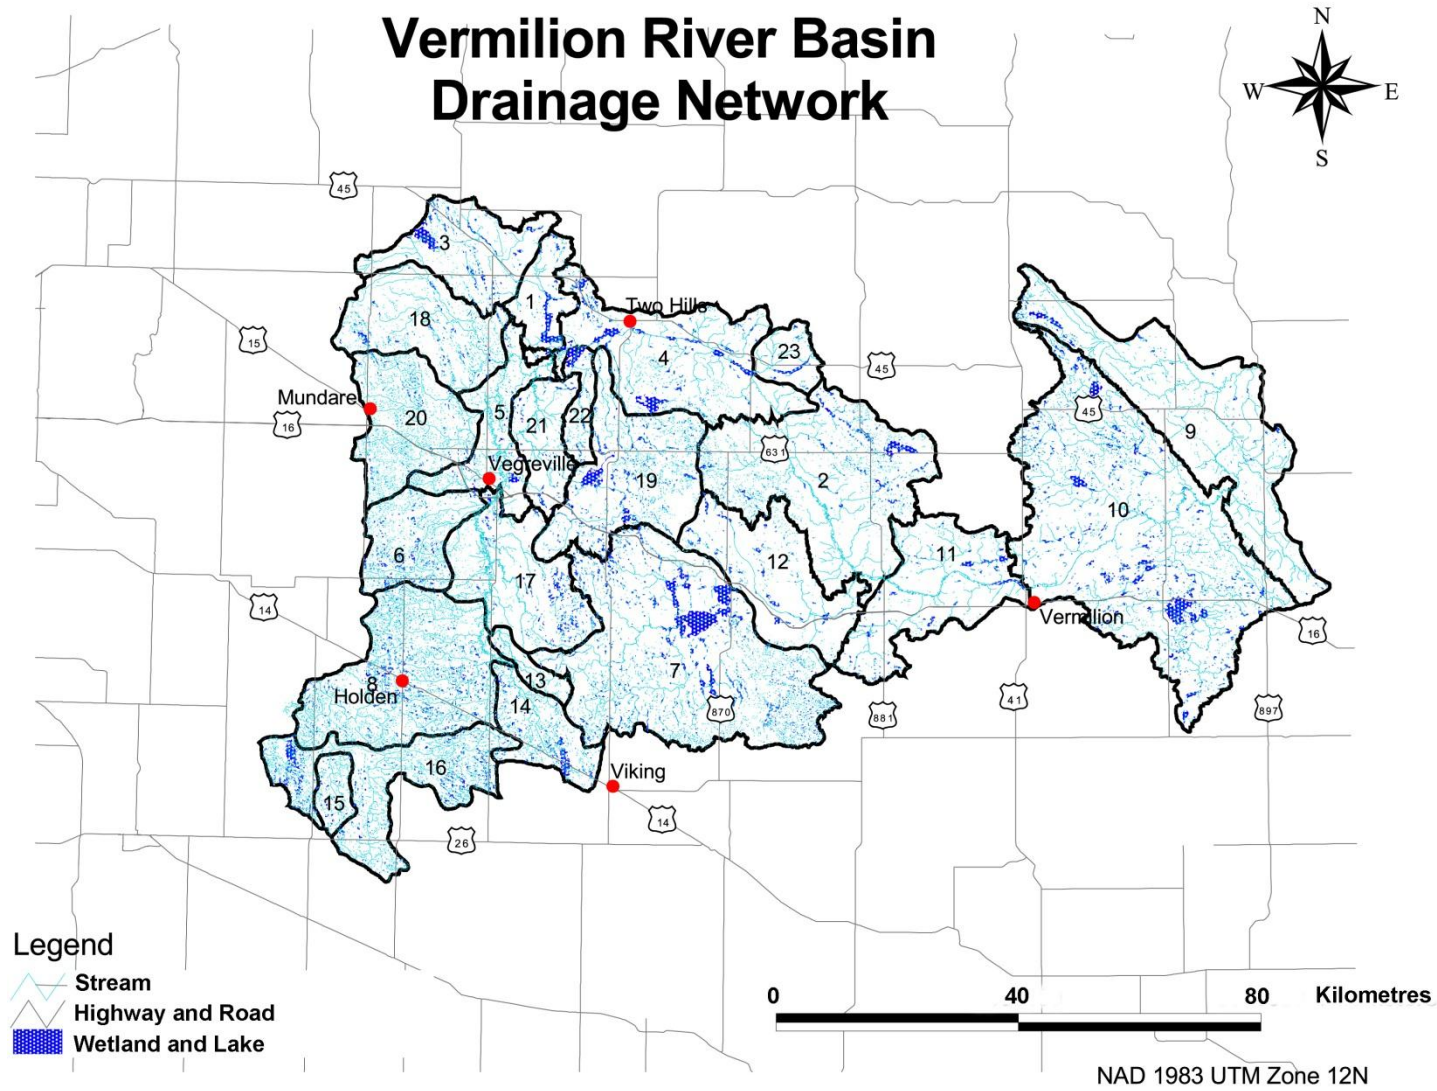 Vermilion River Basin
Drainage Network
N
W
E
S
45
3
1
18
Two Hills
15
4
23
45
Mundare
20
5
21
22
16
45
9
631
Vegreville
19
2
10
6
17
12
11
14
Vermilion
16
8
Holden
13
14
7
870
881
41
897
16
15
Viking
14
26
Legend
Stream
Highway and Road
Wetland and Lake
0
40
80
Kilometres
NAD 1983 UTM Zone 12N